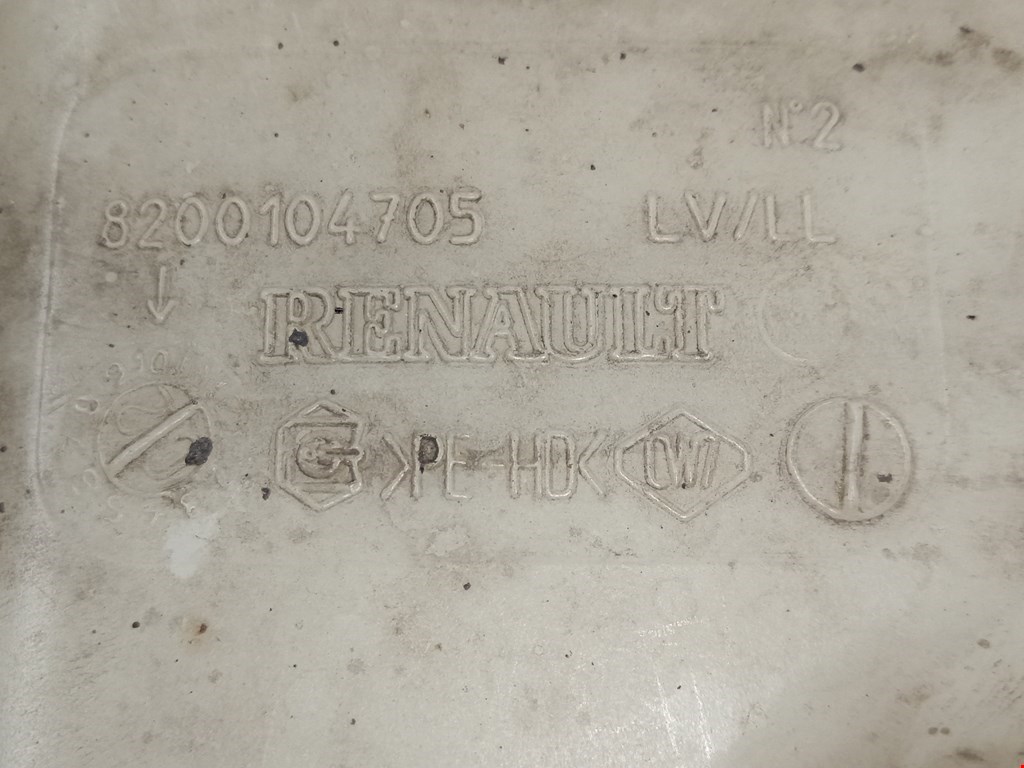 N°2
8200104705 LV/LL
RENAULT
>PE-HD<